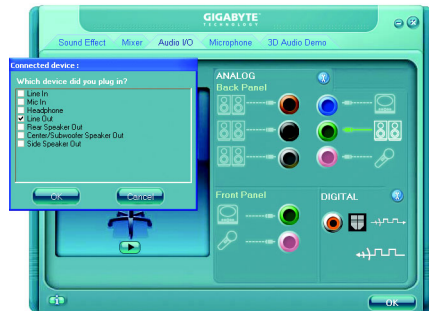 GIGABYTE
TECHNOLOGY
Sound Effect Mixer Audio I/O Microphone 3D Audio Demo
Connected device :
Which device did you plug in?
Line In
Mic In
Headphone
Line Out
Rear Speaker Out
Center/Subwoofer Speaker Out
Side Speaker Out
OK Cancel
ANALOG
Back Panel
Front Panel
DIGITAL
OK